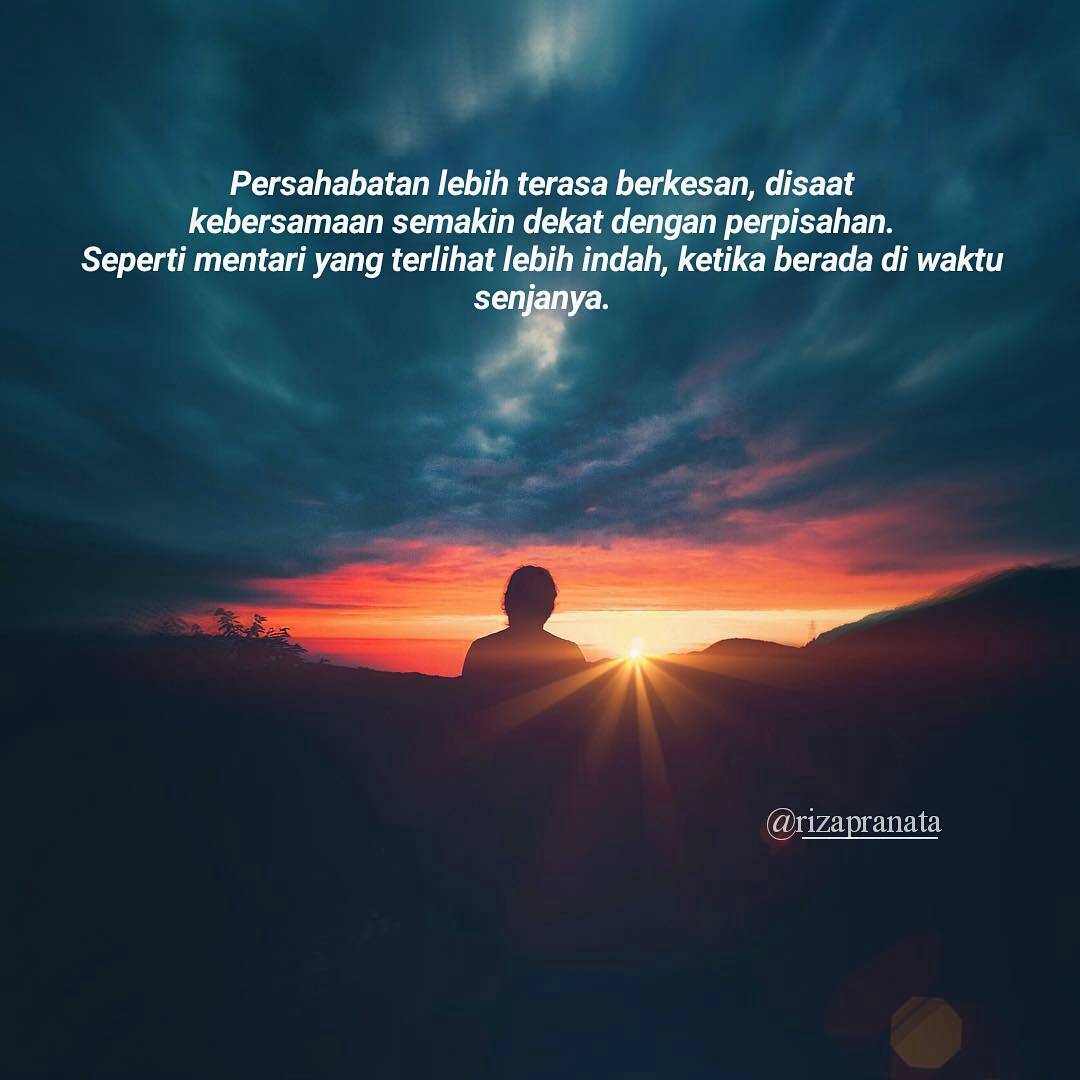 Persahabatan lebih terasa berkesan, disaat
kebersamaan semakin dekat dengan perpisahan.
Seperti mentari yang terlihat lebih indah, ketika berada di waktu
senjanya.
@rizapranata